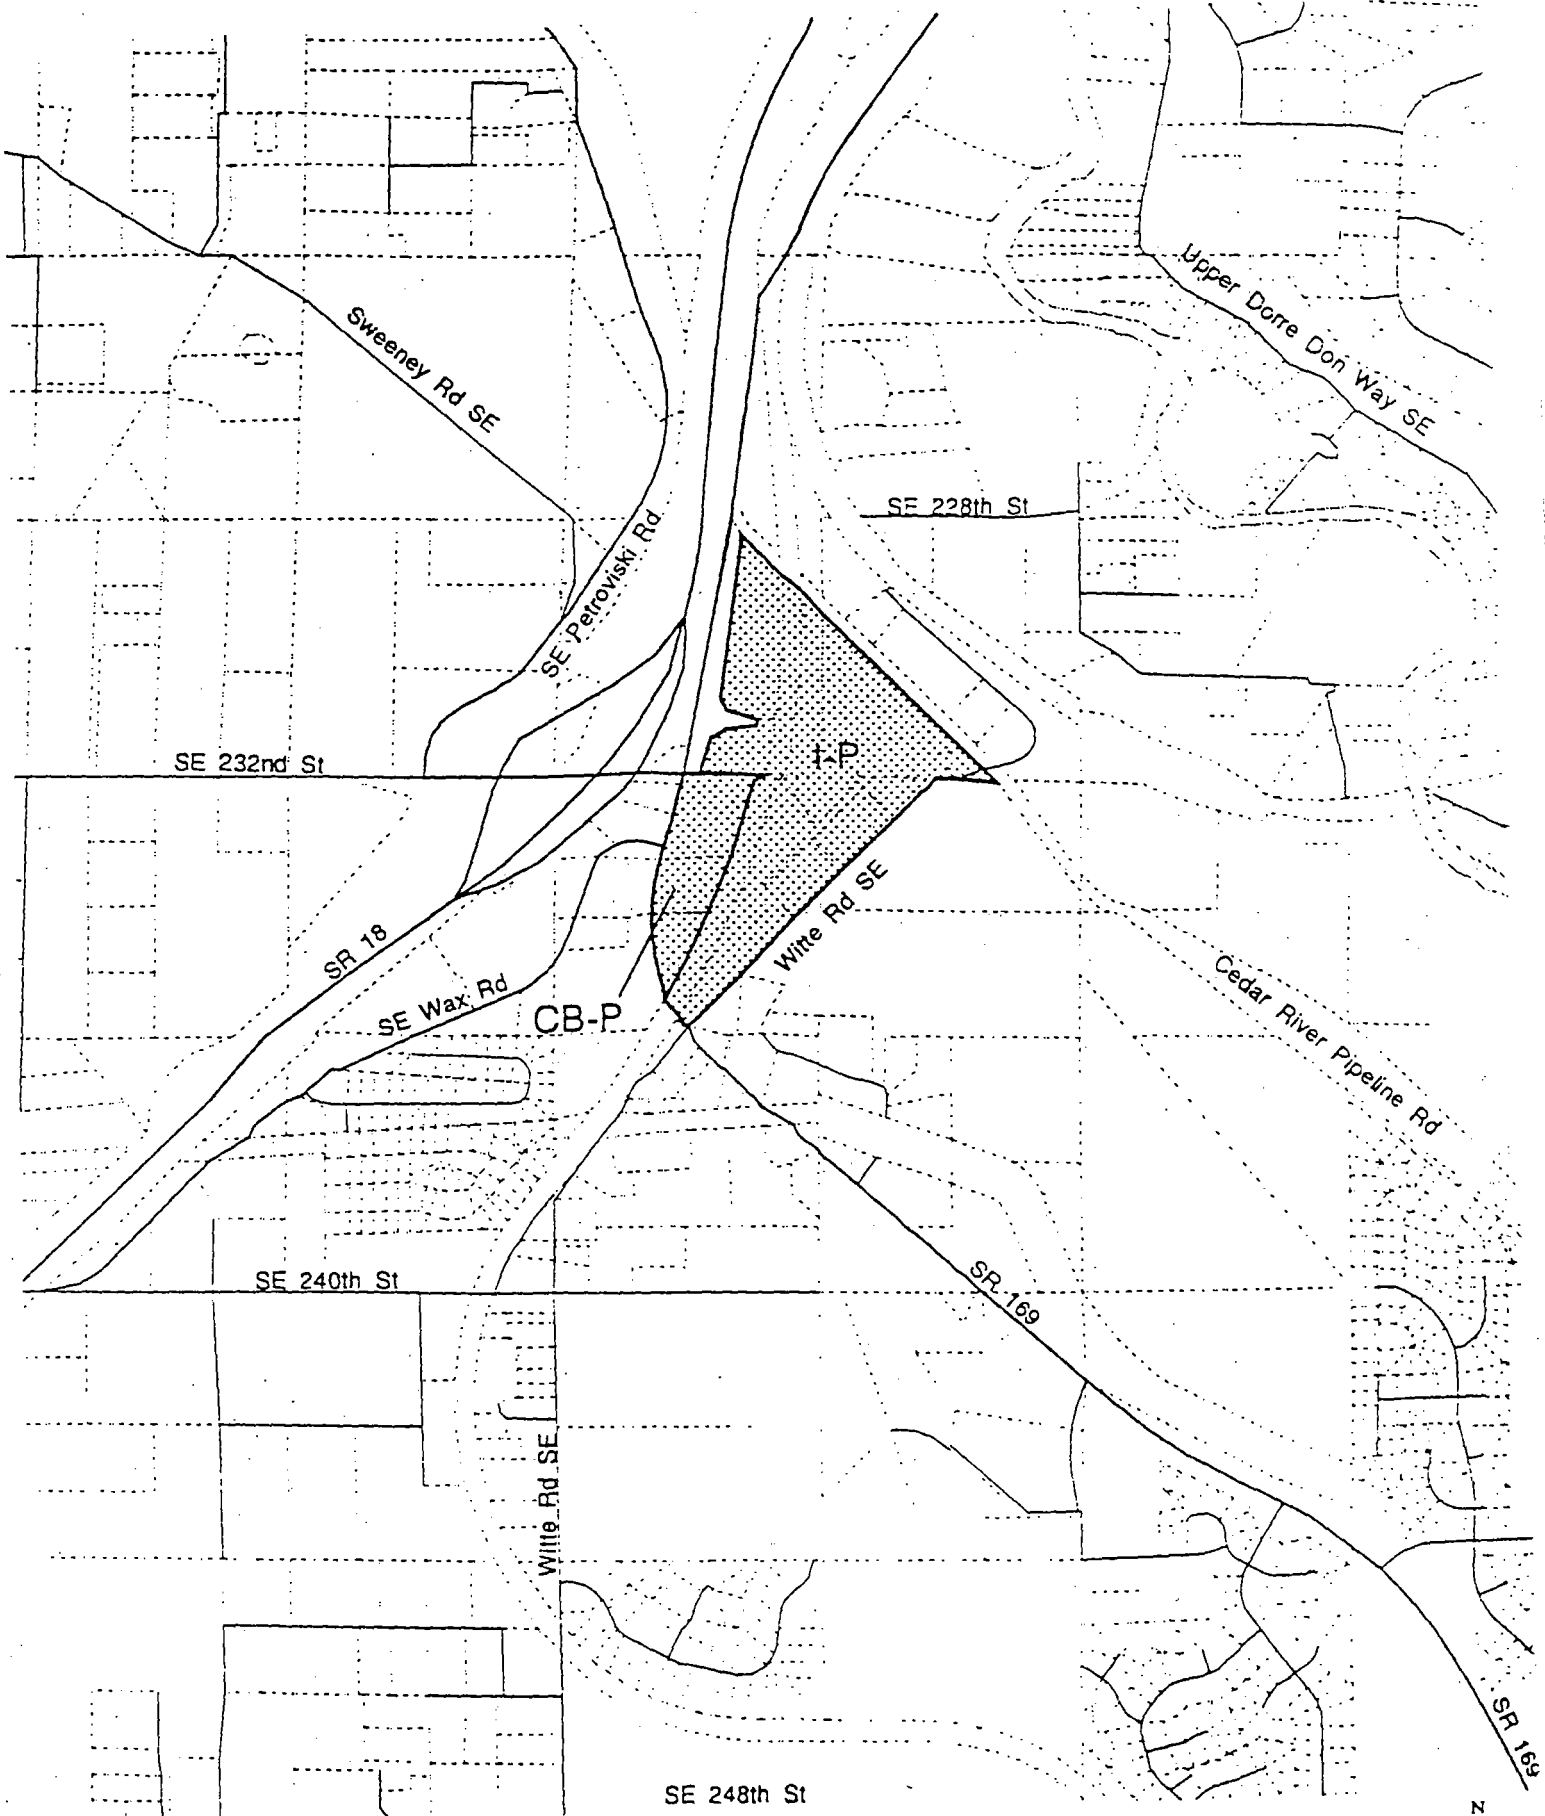 Upper Dorre Don Way SE
Sweeney Rd SE
SE 228th St
SE Petroviski Rd
SE 232nd St
I-P
Witte Rd SE
SR 18
SE Wax Rd
CB-P
Cedar River Pipeline Rd
SE 240th St
SR 169
Witte Rd SE
SR 169
SE 248th St
N